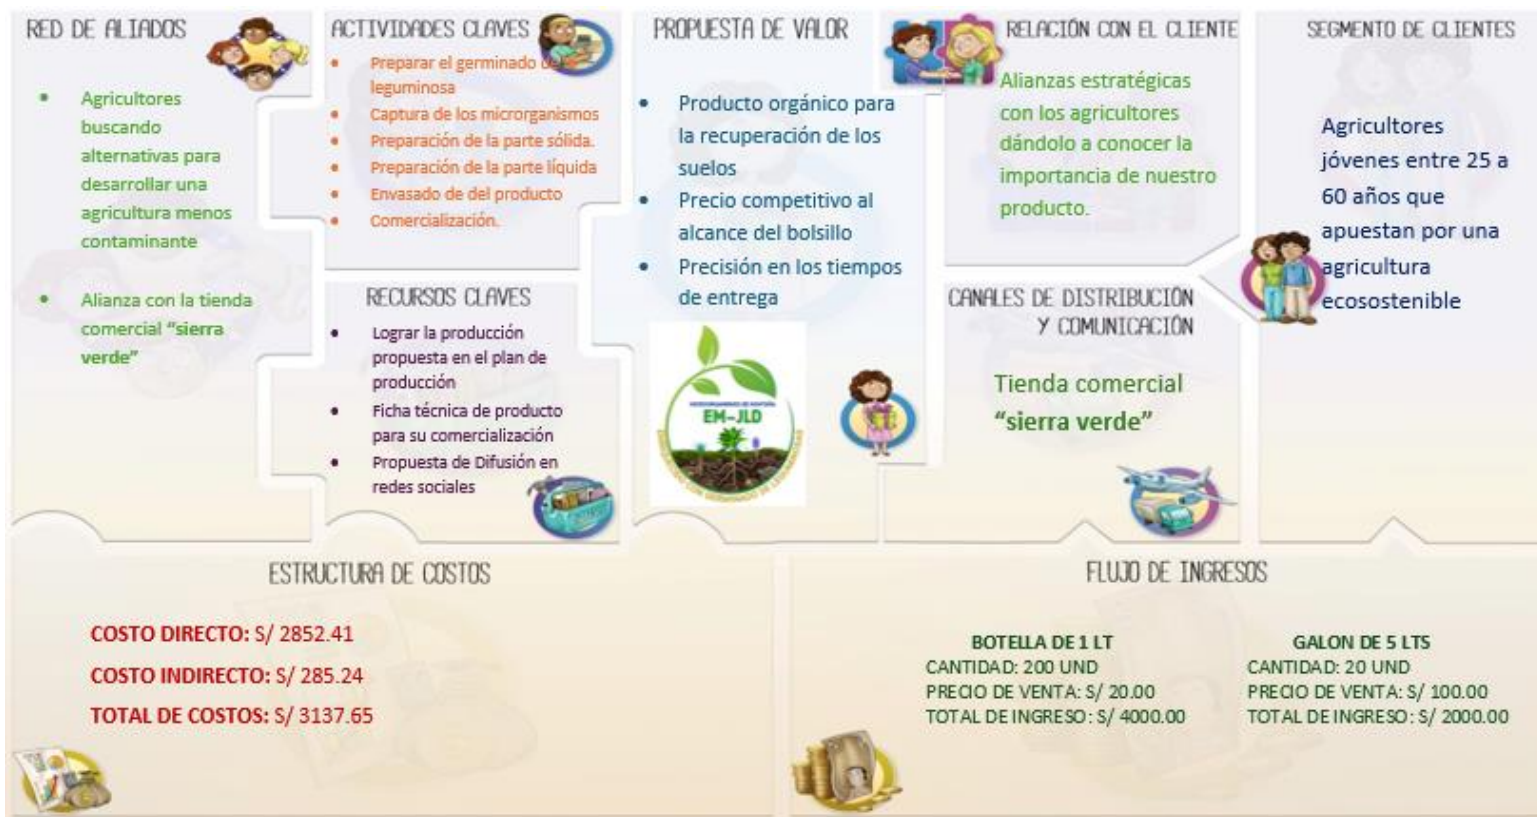 RED DE ALIADOS
• Agricultores
buscando
alternativas para
desarrollar una
agricultura menos
contaminante
• Alianza con la tienda
comercial "sierra
verde"
ACTIVIDADES CLAVES
• Preparar el germinado de
leguminosa
• Captura de los microrganismos
• Preparación de la parte sólida.
• Preparación de la parte líquida
• Envasado de del producto
• Comercialización.
RECURSOS CLAVES
• Lograr la producción
propuesta en el plan de
producción
• Ficha técnica de producto
para su comercialización
• Propuesta de Difusión en
redes sociales
PROPUESTA DE VALOR
• Producto orgánico para
la recuperación de los
suelos
• Precio competitivo al
alcance del bolsillo
• Precisión en los tiempos
de entrega
EM-JLD
RELACIÓN CON EL CLIENTE
Alianzas estratégicas
con los agricultores
dándolo a conocer la
importancia de nuestro
producto.
CANALES DE DISTRIBUCIÓN
Y COMUNICACIÓN
Tienda comercial
"sierra verde"
SEGMENTO DE CLIENTES
Agricultores
jóvenes entre 25 a
60 años que
apuestan por una
agricultura
ecosostenible
ESTRUCTURA DE COSTOS
COSTO DIRECTO: S/ 2852.41
COSTO INDIRECTO: S/ 285.24
TOTAL DE COSTOS: S/ 3137.65
FLUJO DE INGRESOS
BOTELLA DE 1 LT
CANTIDAD: 200 UND
PRECIO DE VENTA: S/ 20.00
TOTAL DE INGRESO: S/ 4000.00
GALON DE 5 LTS
CANTIDAD: 20 UND
PRECIO DE VENTA: S/ 100.00
TOTAL DE INGRESO: S/ 2000.00